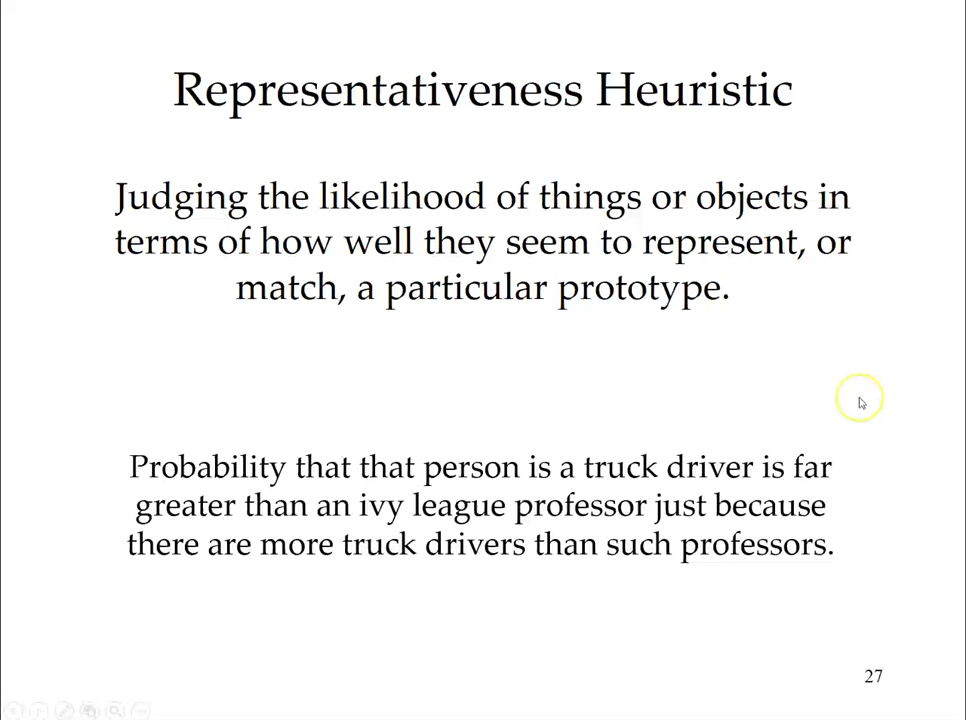 Representativeness Heuristic
Judging the likelihood of things or objects in
terms of how well they seem to represent, or
match, a particular prototype.
Probability that that person is a truck driver is far
greater than an ivy league professor just because
there are more truck drivers than such professors.
27